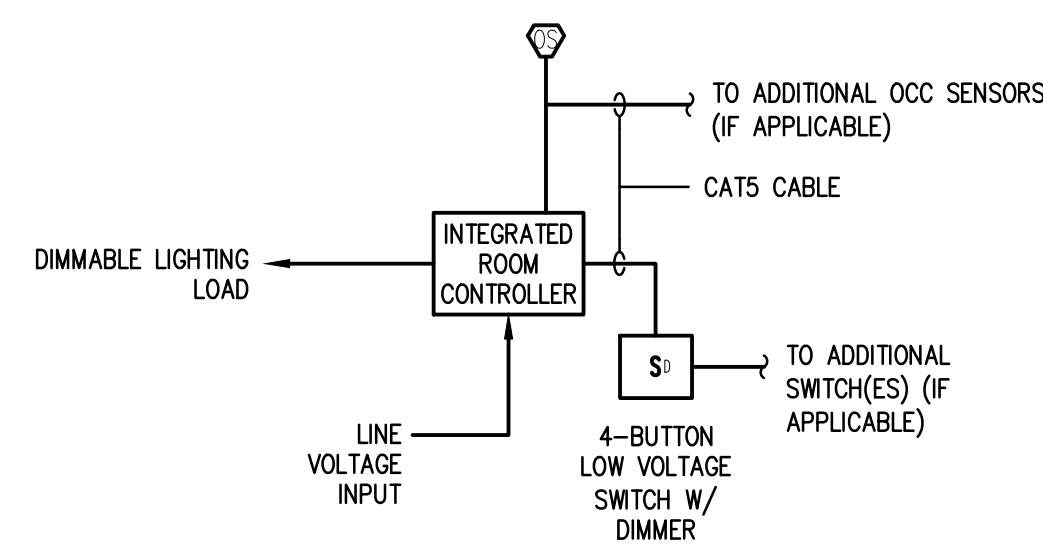 OS
TO ADDITIONAL OCC SENSORS
(IF APPLICABLE)
CAT5 CABLE
INTEGRATED
ROOM
CONTROLLER
DIMMABLE LIGHTING
LOAD
SD
TO ADDITIONAL
SWITCH(ES) (IF
APPLICABLE)
LINE
VOLTAGE
INPUT
4-BUTTON
LOW VOLTAGE
SWITCH W/
DIMMER